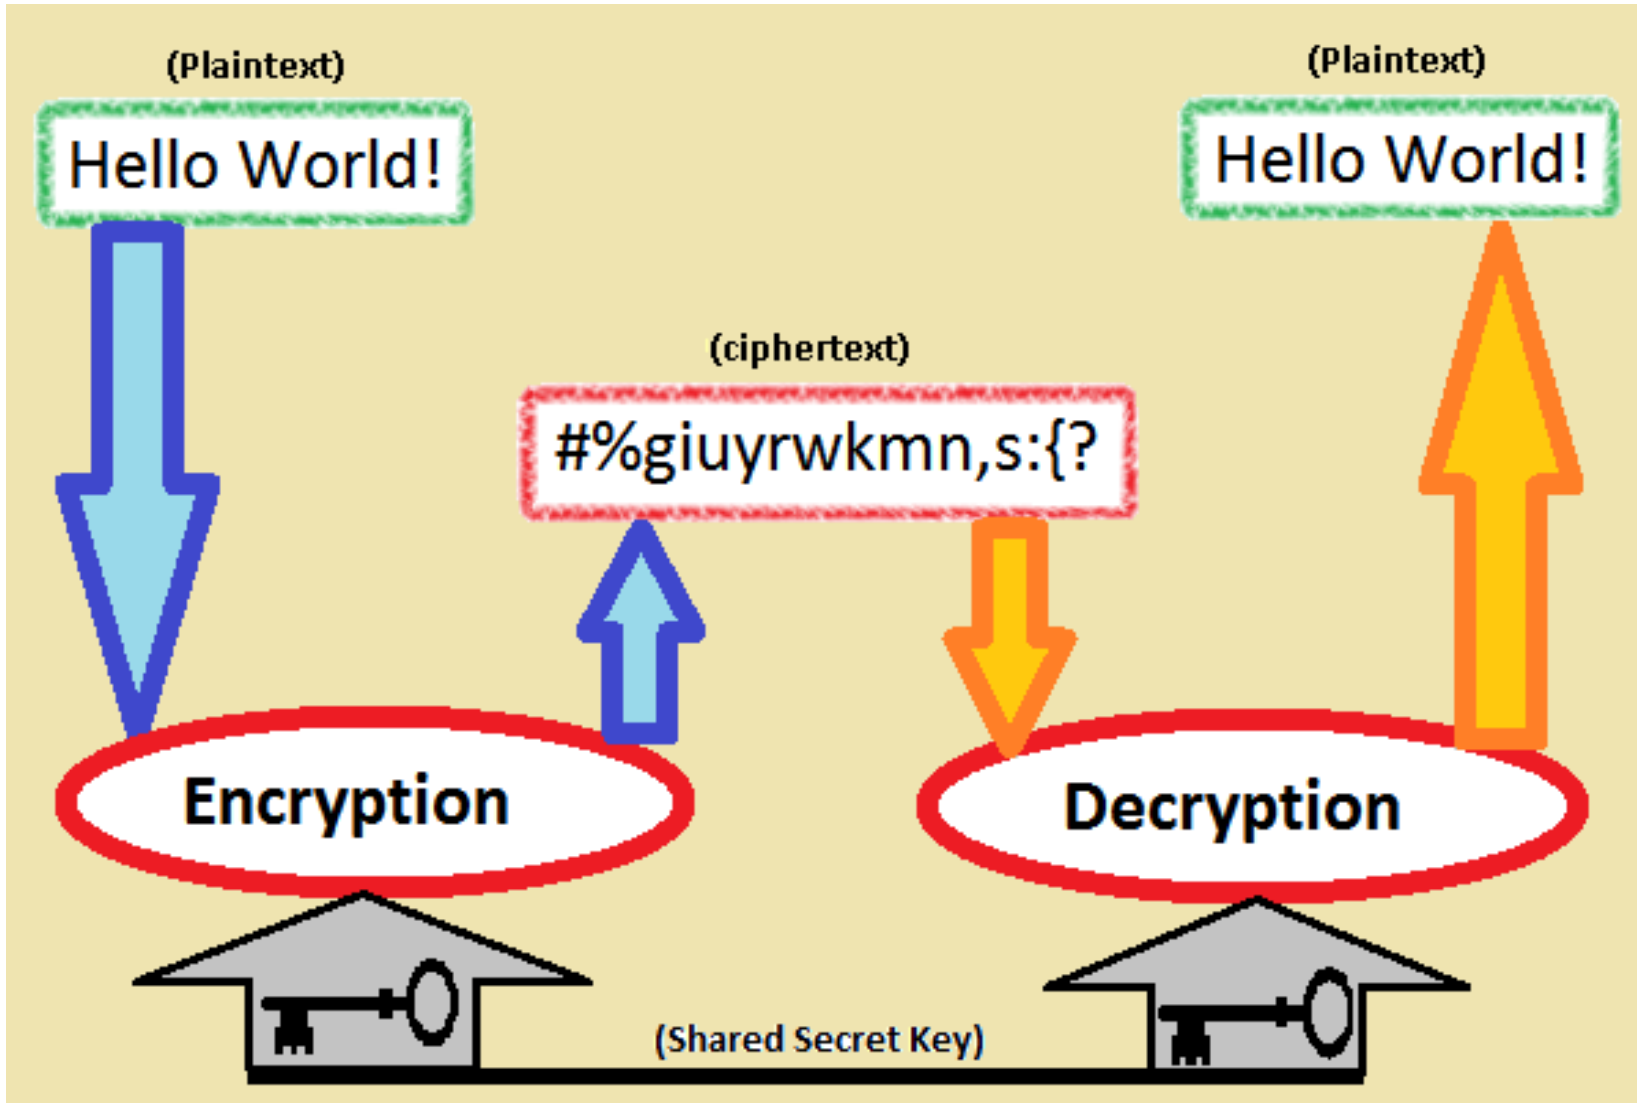 (Plaintext)
Hello World!
(Plaintext)
Hello World!
(ciphertext)
#%giuyrwkmn,s:{?
Encryption
Decryption
(Shared Secret Key)